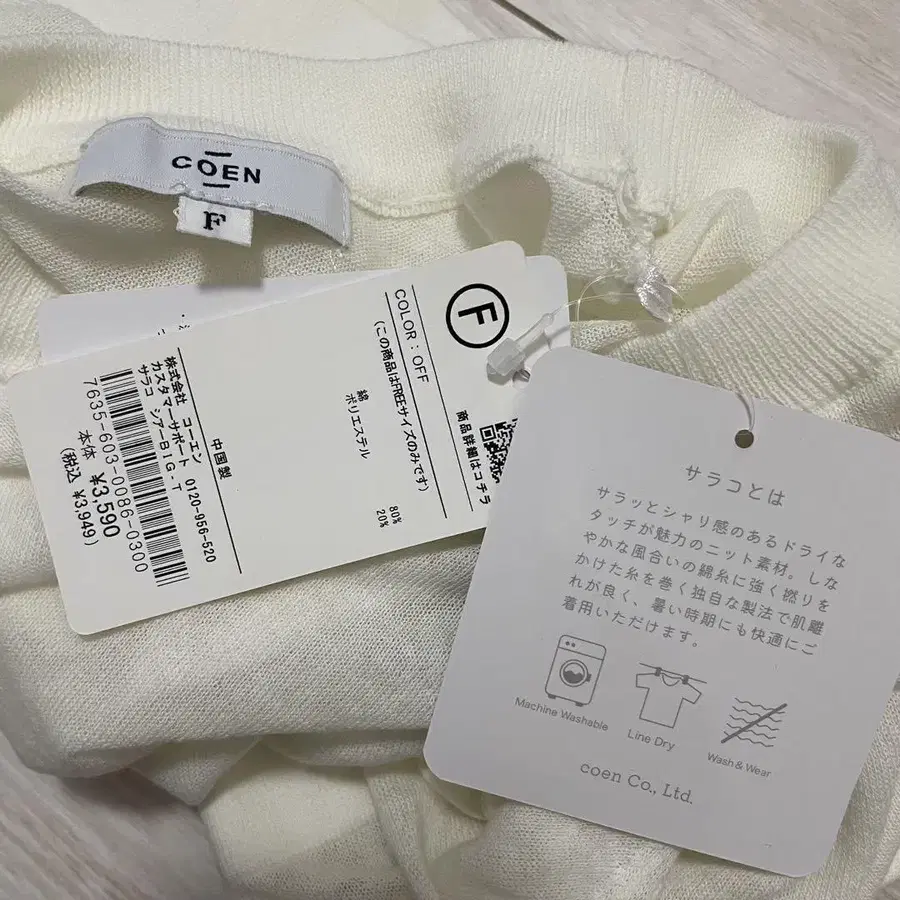 COEN
F
F
COLOR : OFF
(この商品はFREEサイズのみです)
綿 80%
ポリエステル 20%
商品詳細はコチラ
中国製
株式会社 コーエン
カスタマーサポート 0120-956-520
サラコ シアーBIG-T
7635-603-0086-0300
本体 ¥3,590
(税込 ¥3,949)
サラコとは
サラッとシャリ感のあるドライな
タッチが魅力のニット素材。しな
やかな風合いの綿糸に強く撚りを
かけた糸を巻く独自な製法で肌離
れが良く、暑い時期にも快適にご
着用いただけます。
Machine Washable
Line Dry
Wash & Wear
coen Co., Ltd.